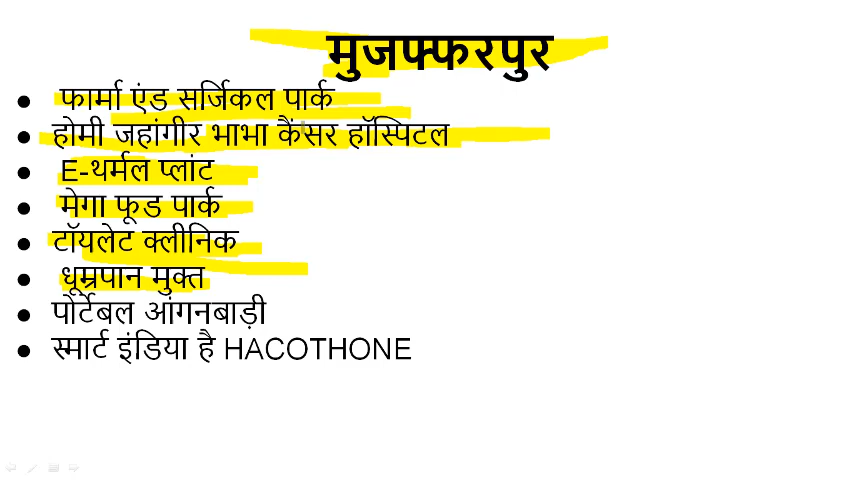 मुजफ्फरपुर
● फार्मा एंड सर्जिकल पार्क
● होमी जहांगीर भाभा कैंसर हॉस्पिटल
● E-थर्मल प्लांट
● मेगा फूड पार्क
● टॉयलेट क्लीनिक
● धूम्रपान मुक्त
● पोर्टेबल आंगनबाड़ी
● स्मार्ट इंडिया है HACOTHONE